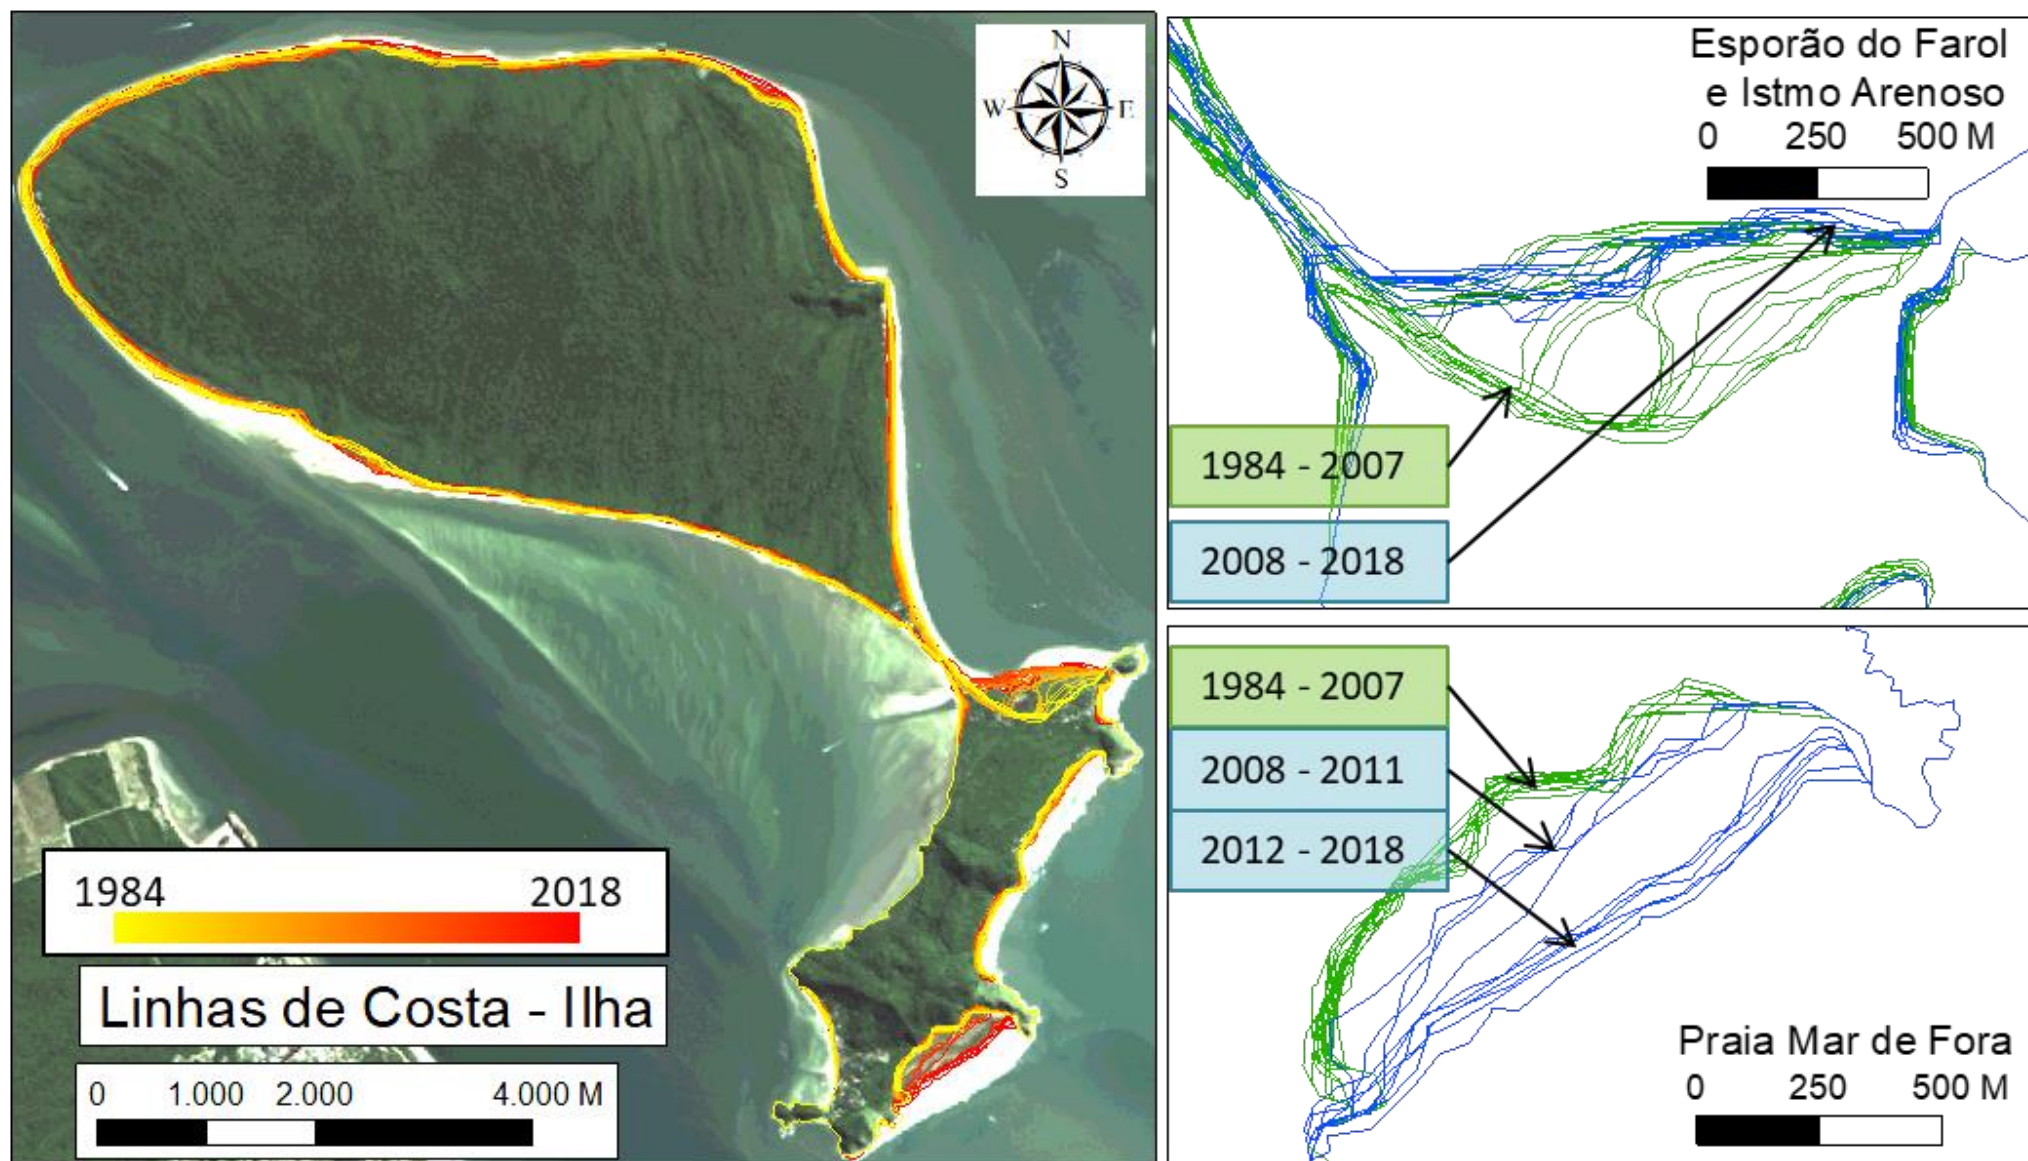 N
W E
S
1984 2018
Linhas de Costa - Ilha
0 1.000 2.000 4.000 M
Esporão do Farol
e Istmo Arenoso
0 250 500 M
1984 - 2007
2008 - 2018
1984 - 2007
2008 - 2011
2012 - 2018
Praia Mar de Fora
0 250 500 M